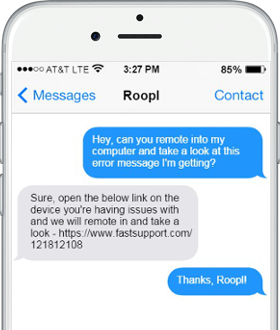 AT&T LTE 3:27 PM 85%
Messages Roopl Contact
Hey, can you remote into my
computer and take a look at this
error message I'm getting?
Sure, open the below link on the
device you're having issues with
and we will remote in and take a
look - https://www.fastsupport.com/
121812108
Thanks, Roopl!